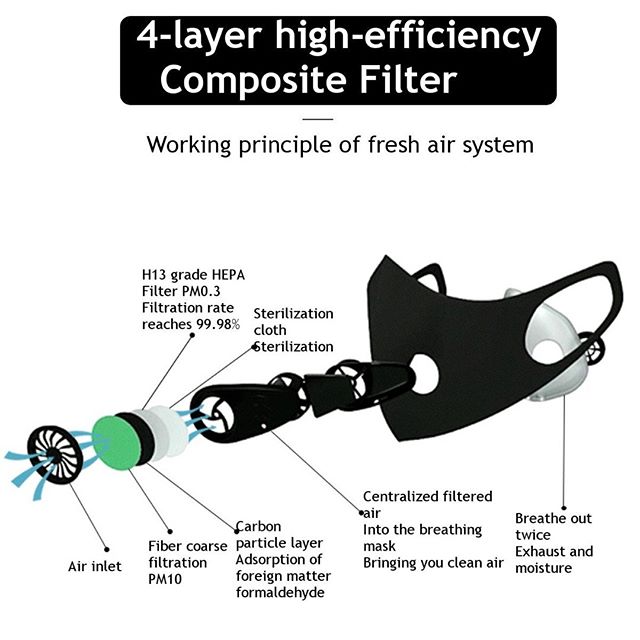 4-layer high-efficiency
Composite Filter
Working principle of fresh air system
H13 grade HEPA
Filter PM0.3
Filtration rate
reaches 99.98%
Sterilization
cloth
Sterilization
Centralized filtered
air
Into the breathing
mask
Bringing you clean air
Breathe out
twice
Exhaust and
moisture
Carbon
particle layer
Adsorption of
foreign matter
formaldehyde
Fiber coarse
filtration
PM10
Air inlet